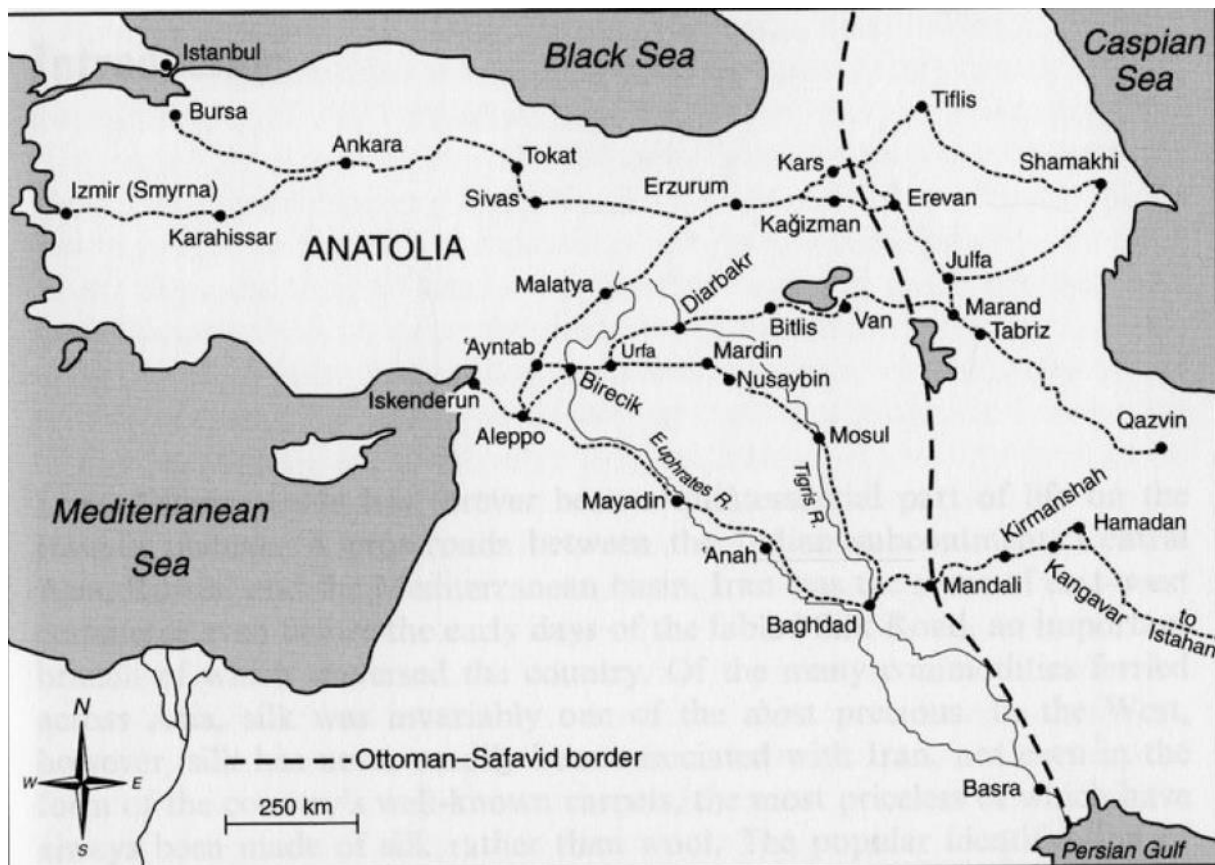 Black Sea
Caspian
Sea
Istanbul
Bursa
Tiflis
Ankara
Tokat
Kars
Shamakhi
Izmir (Smyrna)
Sivas
Erzurum
Erevan
Karahissar
Kağizman
ANATOLIA
Julfa
Malatya
Diarbakr
Bitlis
Van
Marand
Tabriz
'Ayntab
Urfa
Mardin
Nusaybin
Iskenderun
Birecik
Aleppo
Qazvin
Mosul
Euphrates R.
Tigris R.
Mayadin
Kirmanshah
Hamadan
Mediterranean
Sea
'Anah
Mandali
Kangavar
to
Istahan
Baghdad
N
W E
S
Ottoman–Safavid border
250 km
Basra
Persian Gulf